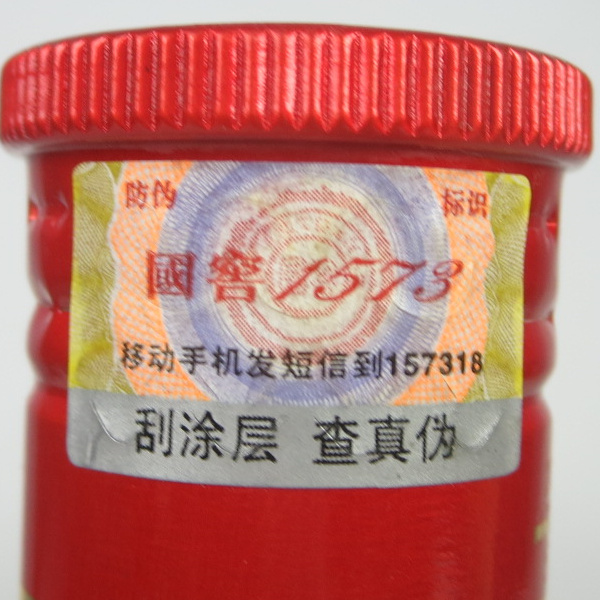 防伪 标识
國窖1573
移动手机发短信到157318
刮涂层 查真伪